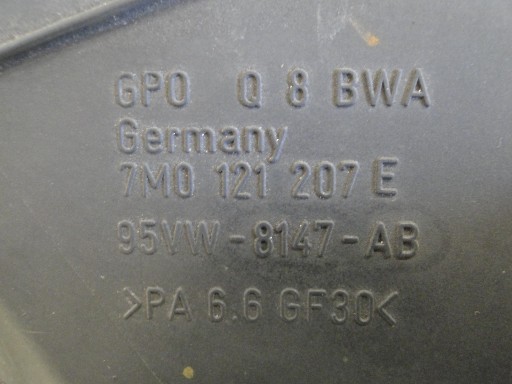 GPO Q 8 BWA
Germany
7M0 121 207 E
95VW-8147-AB
>PA 6.6 GF30<